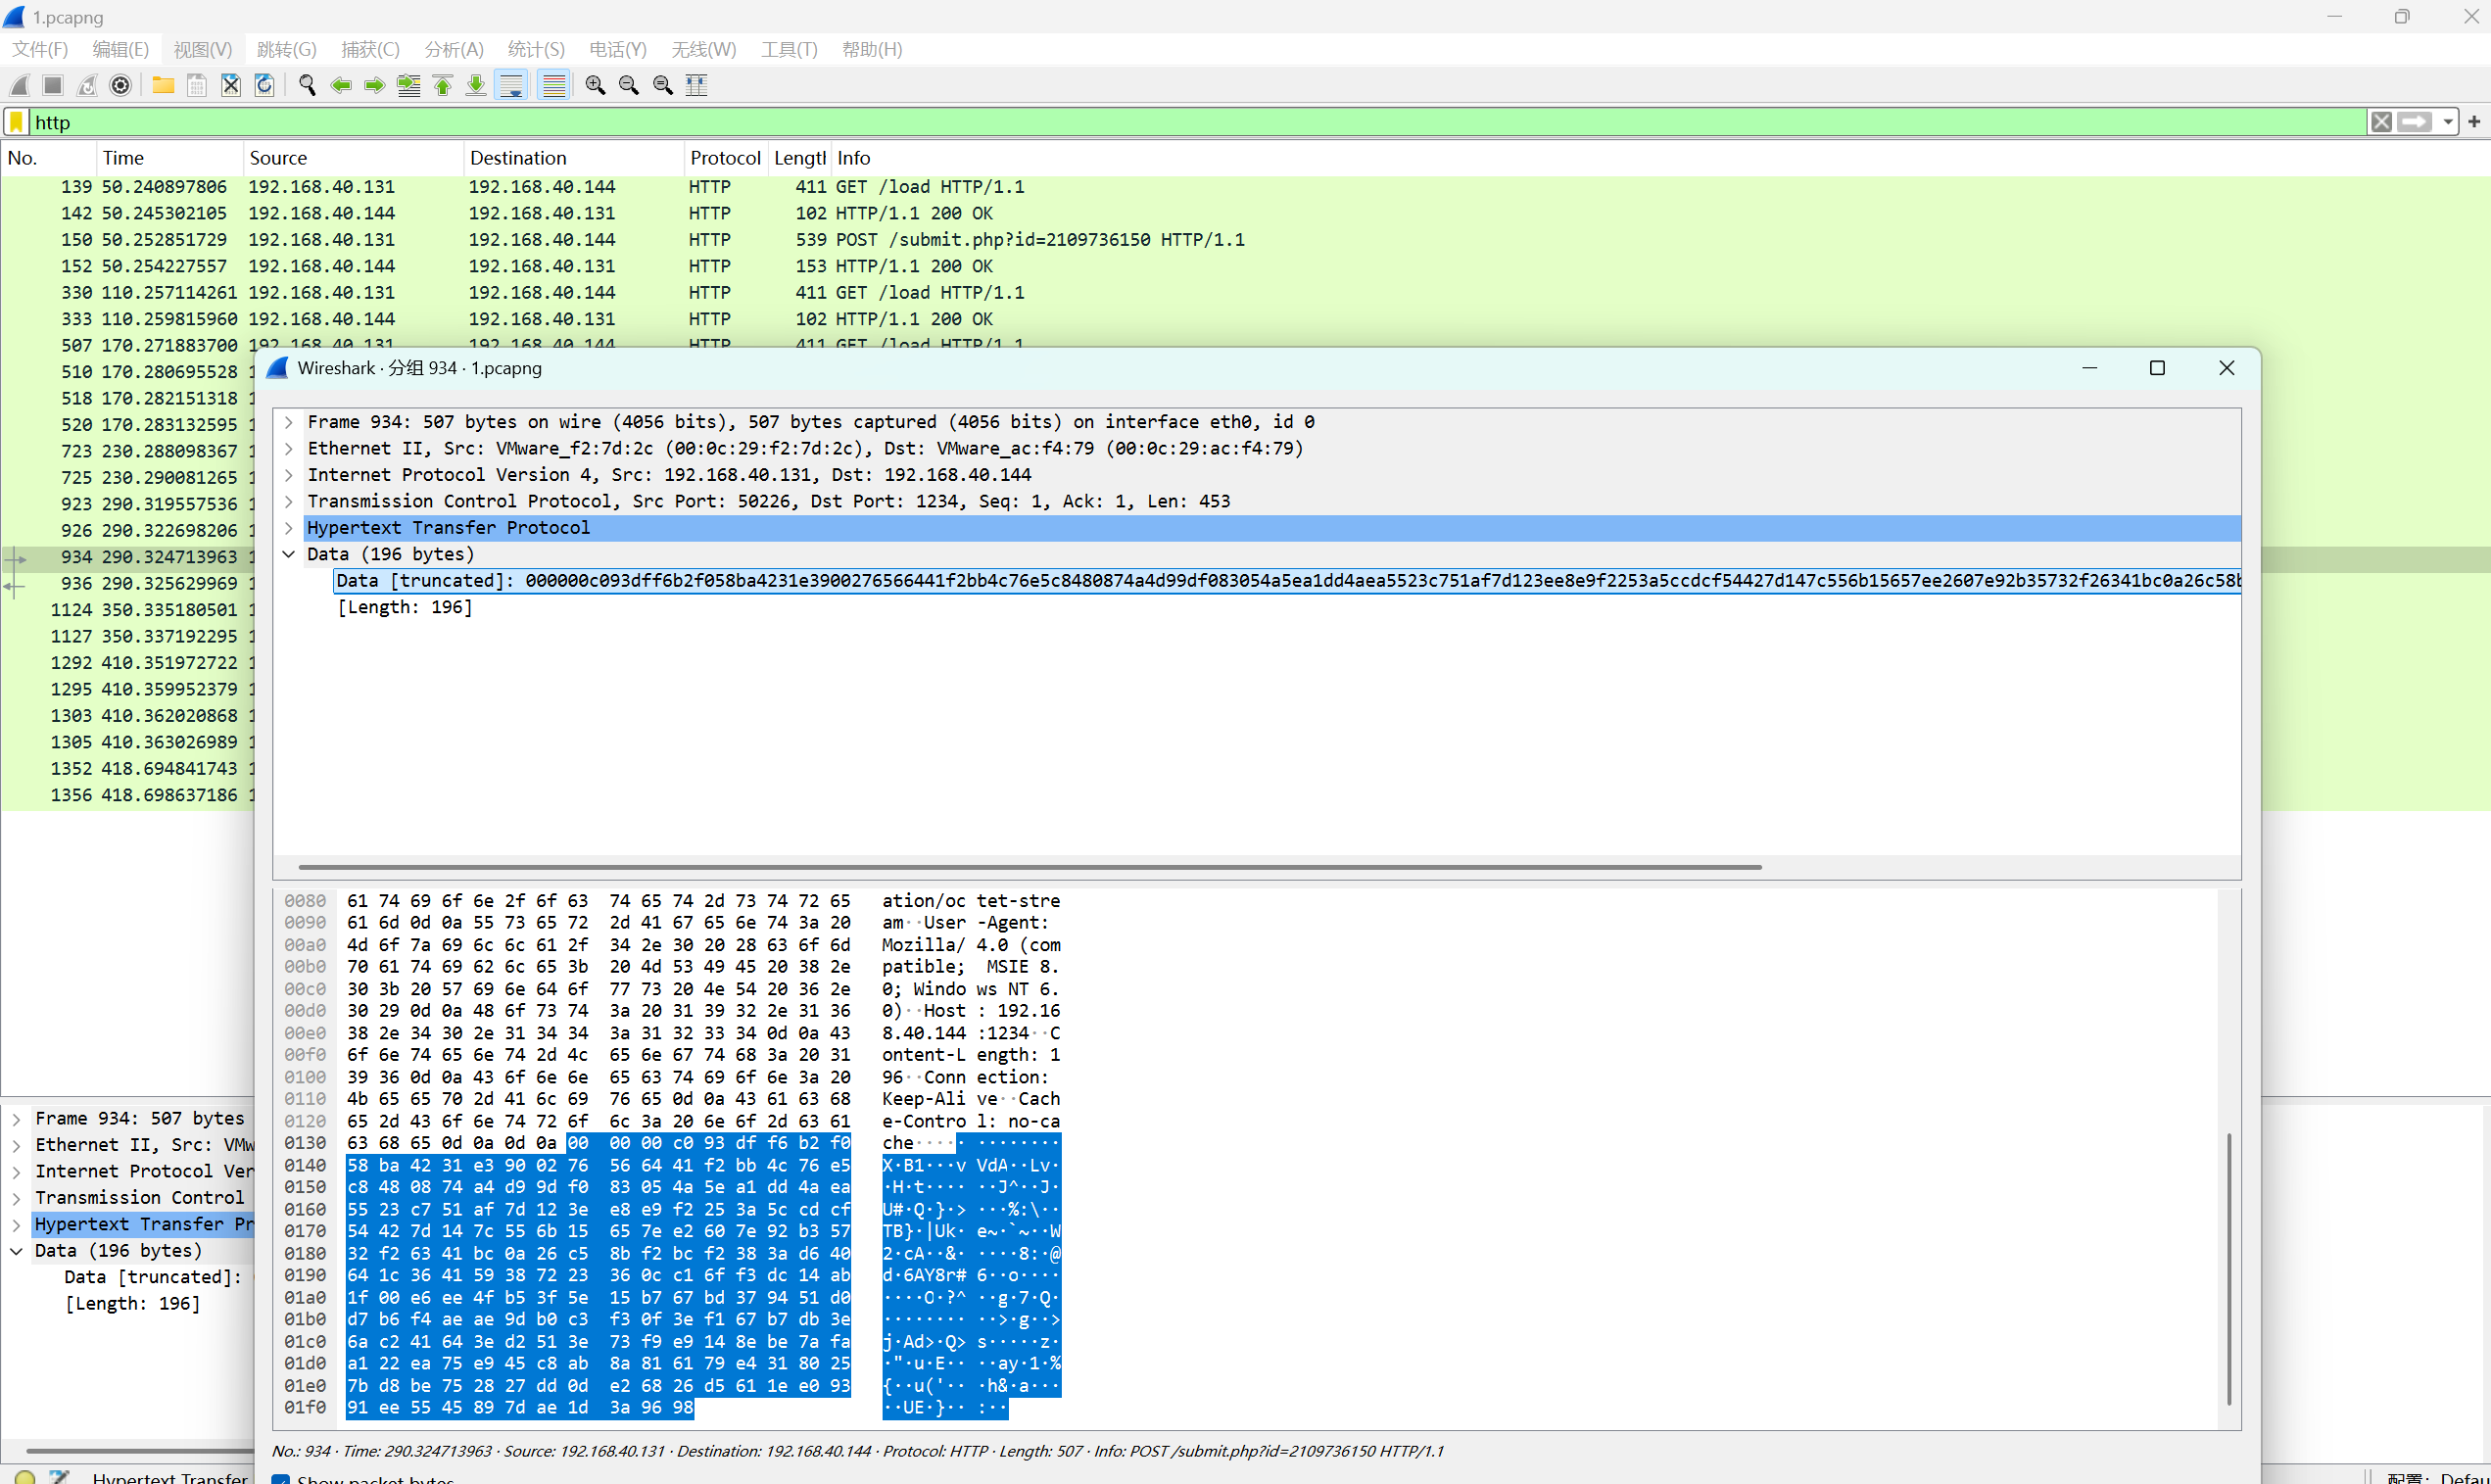 1.pcapng
文件(F) 编辑(E) 视图(V) 跳转(G) 捕获(C) 分析(A) 统计(S) 电话(Y) 无线(W) 工具(T) 帮助(H)
http
No. Time Source Destination Protocol Lengtl Info
139 50.240897806 192.168.40.131 192.168.40.144 HTTP 411 GET /load HTTP/1.1
142 50.245302105 192.168.40.144 192.168.40.131 HTTP 102 HTTP/1.1 200 OK
150 50.252851729 192.168.40.131 192.168.40.144 HTTP 539 POST /submit.php?id=2109736150 HTTP/1.1
152 50.254227557 192.168.40.144 192.168.40.131 HTTP 153 HTTP/1.1 200 OK
330 110.257114261 192.168.40.131 192.168.40.144 HTTP 411 GET /load HTTP/1.1
333 110.259815960 192.168.40.144 192.168.40.131 HTTP 102 HTTP/1.1 200 OK
507 170.271883700 192.168.40.131 192.168.40.144 HTTP 411 GET /load HTTP/1.1
510 170.280695528 1
518 170.282151318 1
520 170.283132595 1
723 230.288098367 1
725 230.290081265 1
923 290.319557536 1
926 290.322698206 1
934 290.324713963 1
936 290.325629969 1
1124 350.335180501 1
1127 350.337192295 1
1292 410.351972722 1
1295 410.359952379 1
1303 410.362020868 1
1305 410.363026989 1
1352 418.694841743 1
1356 418.698637186 1
Wireshark · 分组 934 · 1.pcapng
Frame 934: 507 bytes on wire (4056 bits), 507 bytes captured (4056 bits) on interface eth0, id 0
Ethernet II, Src: VMware_f2:7d:2c (00:0c:29:f2:7d:2c), Dst: VMware_ac:f4:79 (00:0c:29:ac:f4:79)
Internet Protocol Version 4, Src: 192.168.40.131, Dst: 192.168.40.144
Transmission Control Protocol, Src Port: 50226, Dst Port: 1234, Seq: 1, Ack: 1, Len: 453
Hypertext Transfer Protocol
Data (196 bytes)
Data [truncated]: 000000c093dff6b2f058ba4231e3900276566441f2bb4c76e5c8480874a4d99df083054a5ea1dd4aea5523c751af7d123ee8e9f2253a5ccdcf54427d147c556b15657ee2607e92b35732f26341bc0a26c58b
[Length: 196]
0080 61 74 69 6f 6e 2f 6f 63 74 65 74 2d 73 74 72 65 ation/oc tet-stre
0090 61 6d 0d 0a 55 73 65 72 2d 41 67 65 6e 74 3a 20 am··User -Agent:
00a0 4d 6f 7a 69 6c 6c 61 2f 34 2e 30 20 28 63 6f 6d Mozilla/ 4.0 (com
00b0 70 61 74 69 62 6c 65 3b 20 4d 53 49 45 20 38 2e patible; MSIE 8.
00c0 30 3b 20 57 69 6e 64 6f 77 73 20 4e 54 20 36 2e 0; Windo ws NT 6.
00d0 30 29 0d 0a 48 6f 73 74 3a 20 31 39 32 2e 31 36 0)··Host : 192.16
00e0 38 2e 34 30 2e 31 34 34 3a 31 32 33 34 0d 0a 43 8.40.144 :1234··C
00f0 6f 6e 74 65 6e 74 2d 4c 65 6e 67 74 68 3a 20 31 ontent-L ength: 1
0100 39 36 0d 0a 43 6f 6e 6e 65 63 74 69 6f 6e 3a 20 96··Conn ection:
0110 4b 65 65 70 2d 41 6c 69 76 65 0d 0a 43 61 63 68 Keep-Ali ve··Cach
0120 65 2d 43 6f 6e 74 72 6f 6c 3a 20 6e 6f 2d 63 61 e-Contro l: no-ca
0130 63 68 65 0d 0a 0d 0a 00 00 00 c0 93 df f6 b2 f0 che····· ········
0140 58 ba 42 31 e3 90 02 76 56 64 41 f2 bb 4c 76 e5 X·B1···v VdA··Lv·
0150 c8 48 08 74 a4 d9 9d f0 83 05 4a 5e a1 dd 4a ea ·H·t···· ··J^··J·
0160 55 23 c7 51 af 7d 12 3e e8 e9 f2 25 3a 5c cd cf U#·Q·}·> ···%:\··
0170 54 42 7d 14 7c 55 6b 15 65 7e e2 60 7e 92 b3 57 TB}·|Uk· e~·`~··W
0180 32 f2 63 41 bc 0a 26 c5 8b f2 bc f2 38 3a d6 40 2·cA··&· ····8:·@
0190 64 1c 36 41 59 38 72 23 36 0c c1 6f f3 dc 14 ab d·6AY8r# 6··o····
01a0 1f 00 e6 ee 4f b5 3f 5e 15 b7 67 bd 37 94 51 d0 ····O·?^ ··g·7·Q·
01b0 d7 b6 f4 ae ae 9d b0 c3 f3 0f 3e f1 67 b7 db 3e ········ ··>·g··>
01c0 6a c2 41 64 3e d2 51 3e 73 f9 e9 14 8e be 7a fa j·Ad>·Q> s·····z·
01d0 a1 22 ea 75 e9 45 c8 ab 8a 81 61 79 e4 31 80 25 ·"·u·E·· ··ay·1·%
01e0 7b d8 be 75 28 27 dd 0d e2 68 26 d5 61 1e e0 93 {··u('·· ·h&·a···
01f0 91 ee 55 45 89 7d ae 1d 3a 96 98 ··UE·}·· :··
No.: 934 · Time: 290.324713963 · Source: 192.168.40.131 · Destination: 192.168.40.144 · Protocol: HTTP · Length: 507 · Info: POST /submit.php?id=2109736150 HTTP/1.1
Show packet bytes
Frame 934: 507 bytes
Ethernet II, Src: VMw
Internet Protocol Ver
Transmission Control
Hypertext Transfer Pr
Data (196 bytes)
Data [truncated]:
[Length: 196]
Hypertext Transfer
配置: Defau